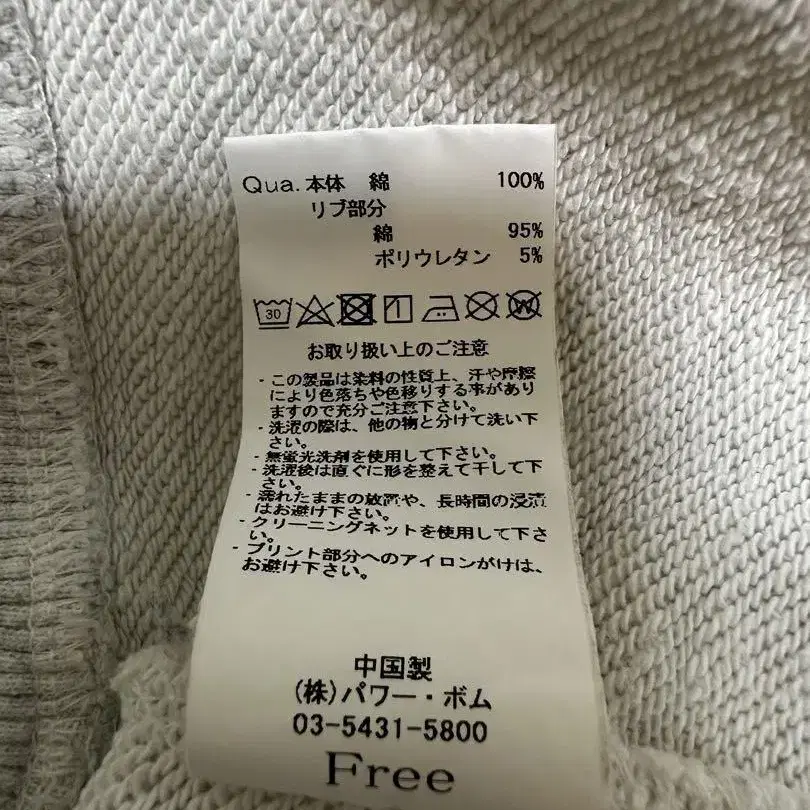 Qua. 本体 綿 100%
リブ部分
綿 95%
ポリウレタン 5%
30
W
お取り扱い上のご注意
・この製品は染料の性質上、汗や摩擦
により色落ちや色移りする事があり
ますので充分ご注意下さい。
・洗濯の際は、他の物と分けて洗い下
さい。
・無蛍光洗剤を使用して下さい。
・洗濯後は直ぐに形を整えて干して下
さい。
・濡れたままの放置や、長時間の浸漬
はお避け下さい。
・クリーニングネットを使用して下さ
い。
・プリント部分へのアイロンがけは、
お避け下さい。
中国製
(株)パワー・ボム
03-5431-5800
Free